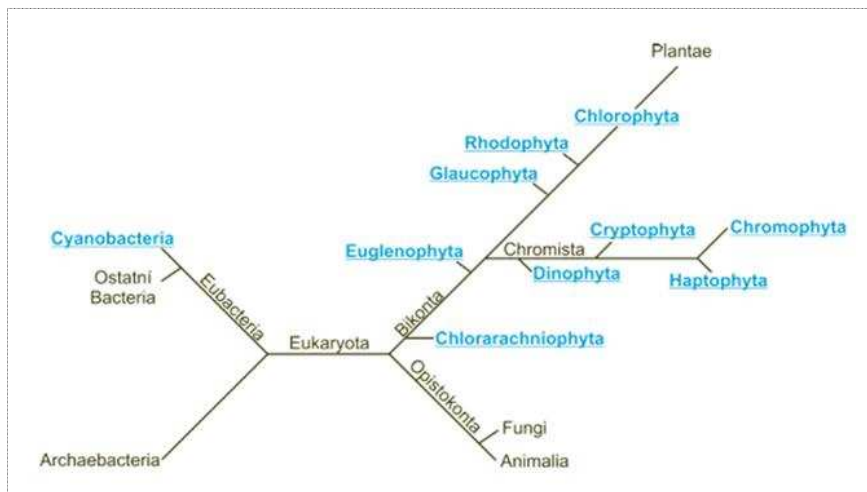 Plantae
Chlorophyta
Rhodophyta
Glaucophyta
Cyanobacteria
Euglenophyta
Chromista
Cryptophyta
Chromophyta
Ostatní
Bacteria
Eubacteria
Dinophyta
Haptophyta
Bikonta
Eukaryota
Chlorarachniophyta
Opistokonta
Fungi
Archaebacteria
Animalia